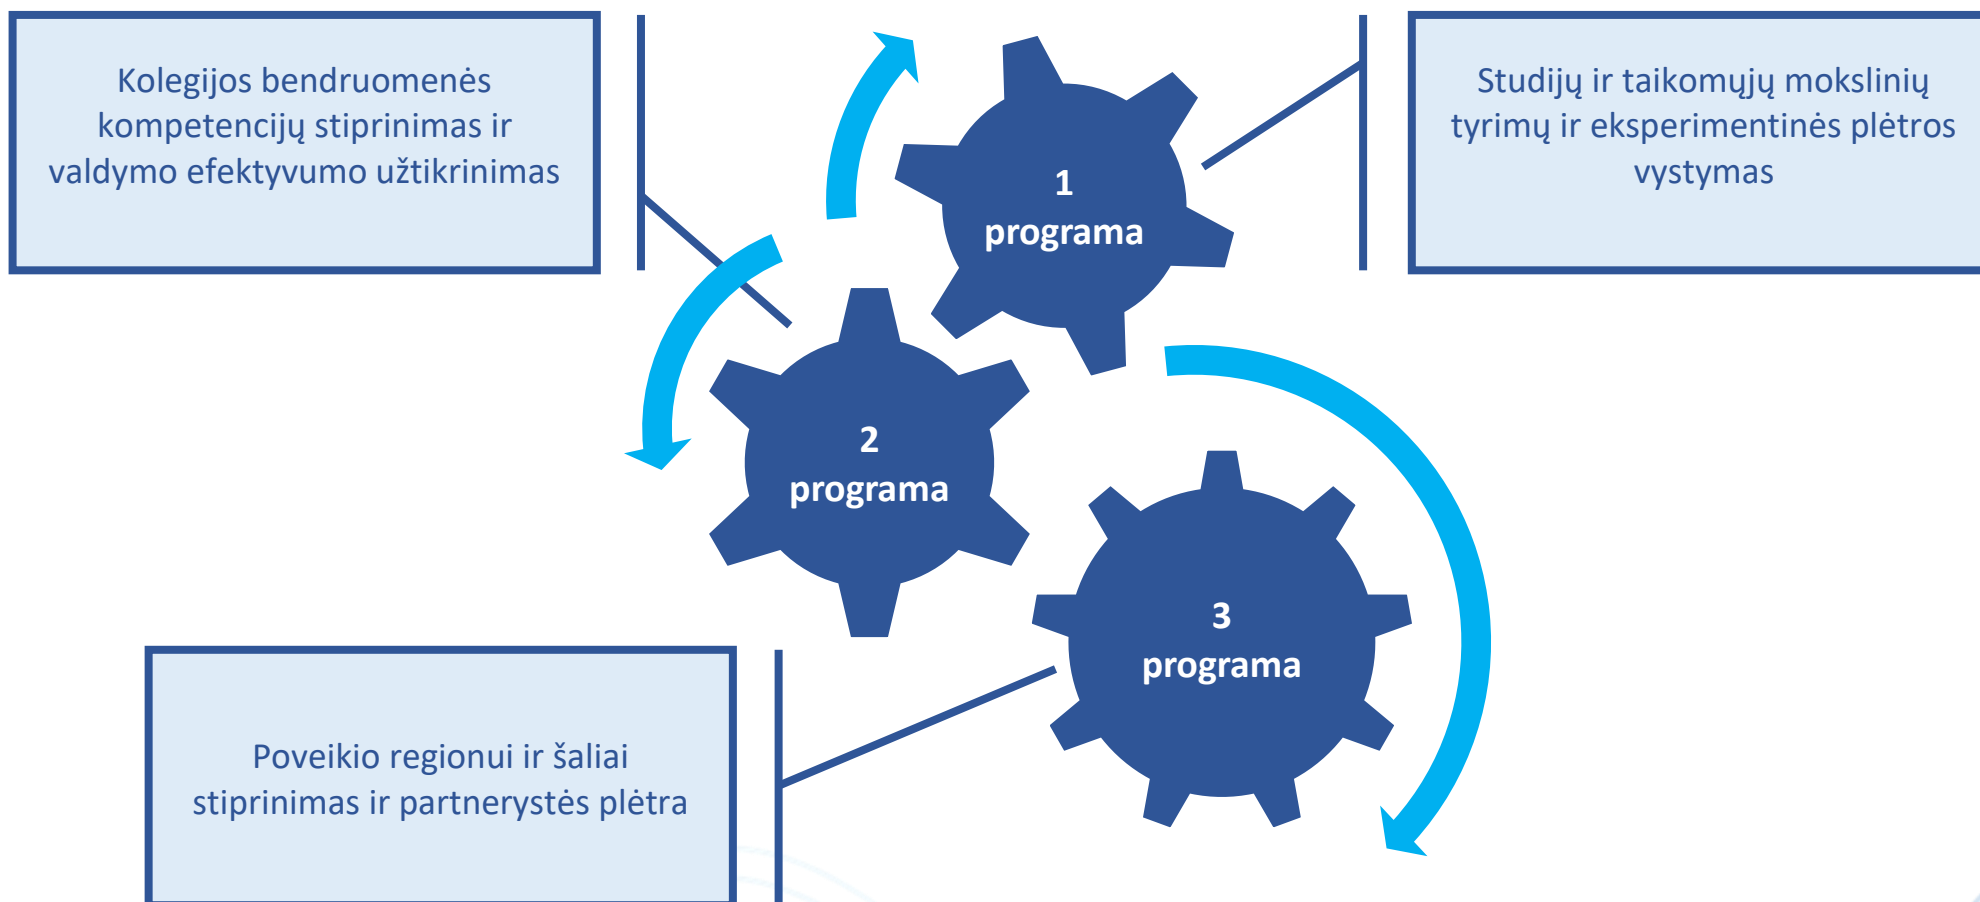 Kolegijos bendruomenės
kompetencijų stiprinimas ir
valdymo efektyvumo užtikrinimas
1
programa
Studijų ir taikomųjų mokslinių
tyrimų ir eksperimentinės plėtros
vystymas
2
programa
3
programa
Poveikio regionui ir šaliai
stiprinimas ir partnerystės plėtra